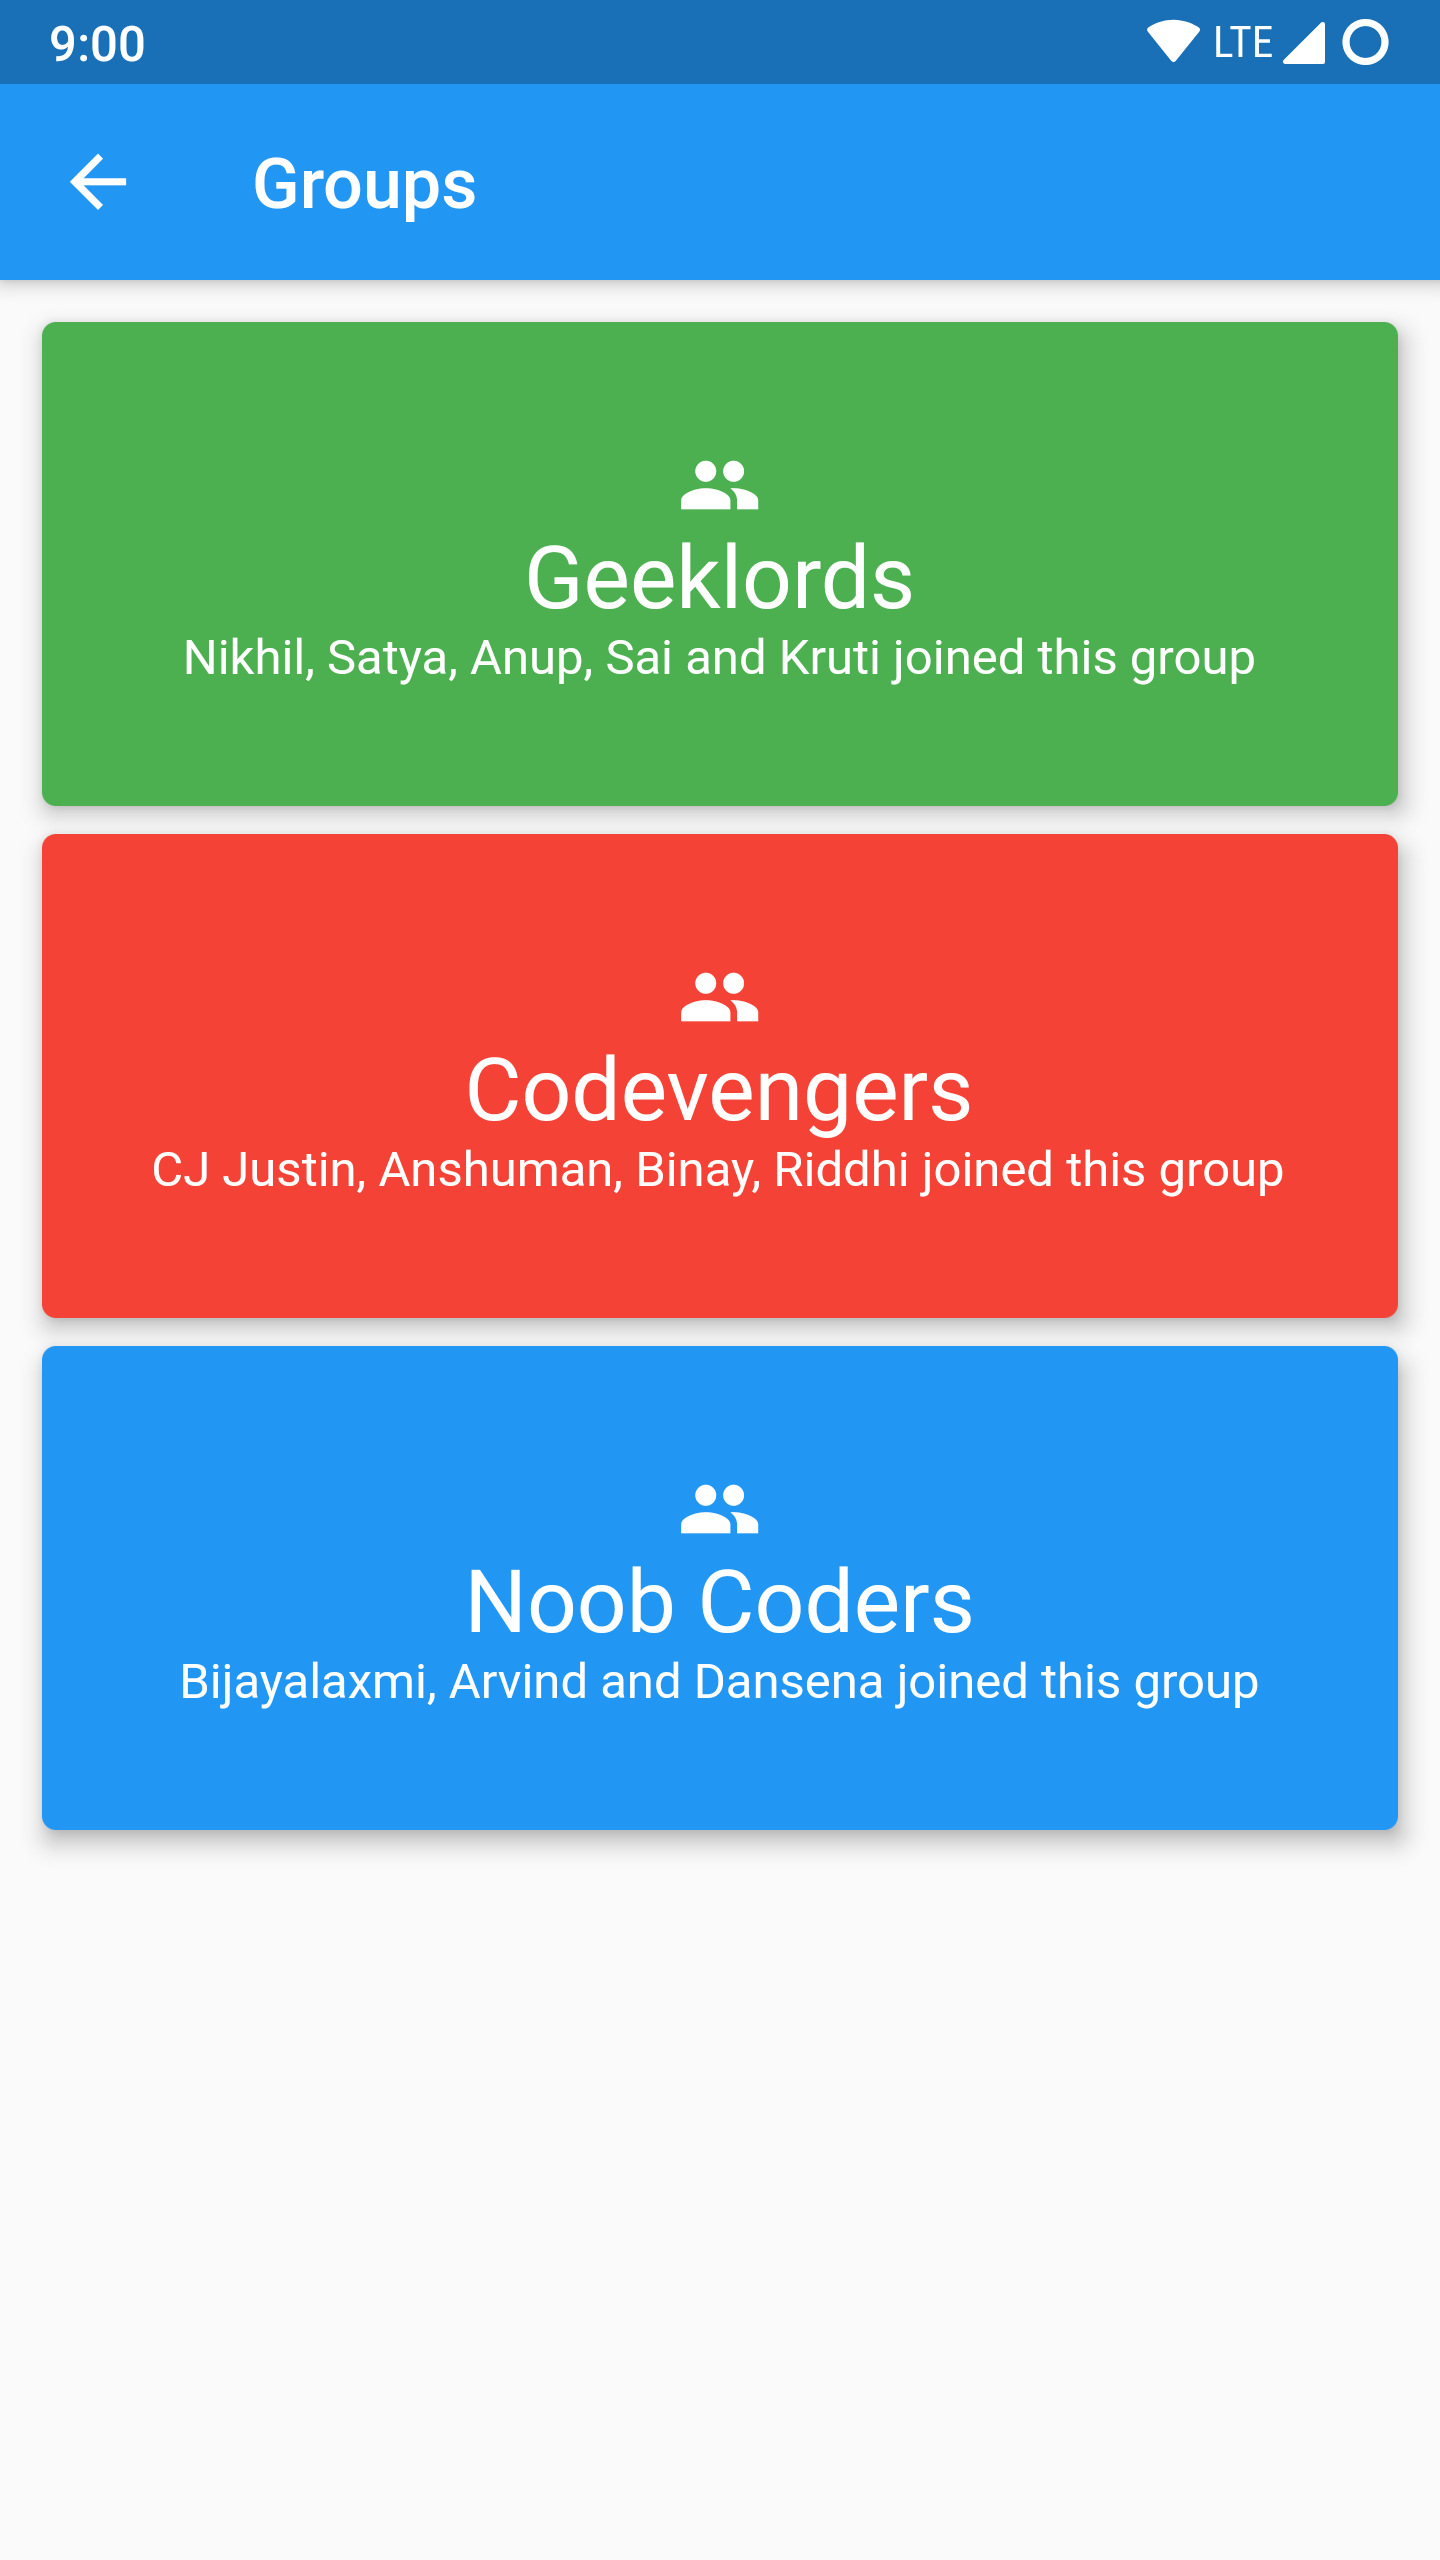 9:00 LTE
Groups
Geeklords
Nikhil, Satya, Anup, Sai and Kruti joined this group
Codevengers
CJ Justin, Anshuman, Binay, Riddhi joined this group
Noob Coders
Bijayalaxmi, Arvind and Dansena joined this group